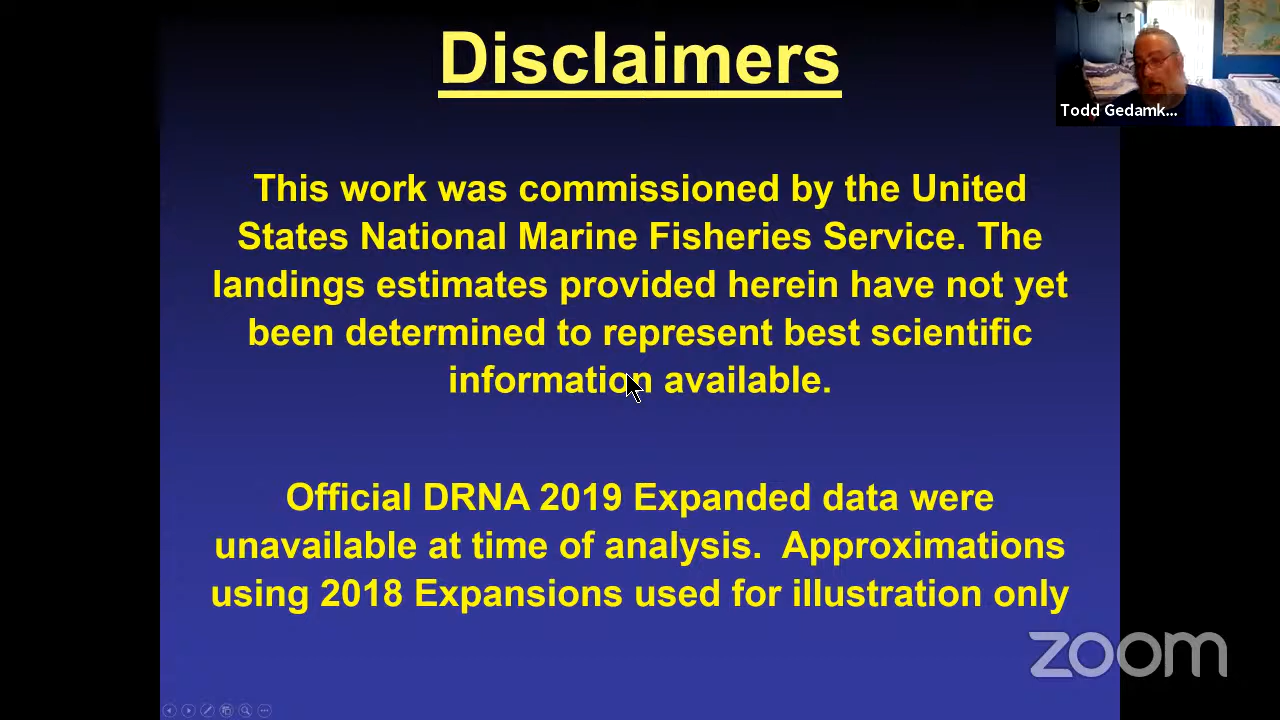 Disclaimers
Todd Gedamk...
This work was commissioned by the United
States National Marine Fisheries Service. The
landings estimates provided herein have not yet
been determined to represent best scientific
information available.
Official DRNA 2019 Expanded data were
unavailable at time of analysis.  Approximations
using 2018 Expansions used for illustration only
zoom